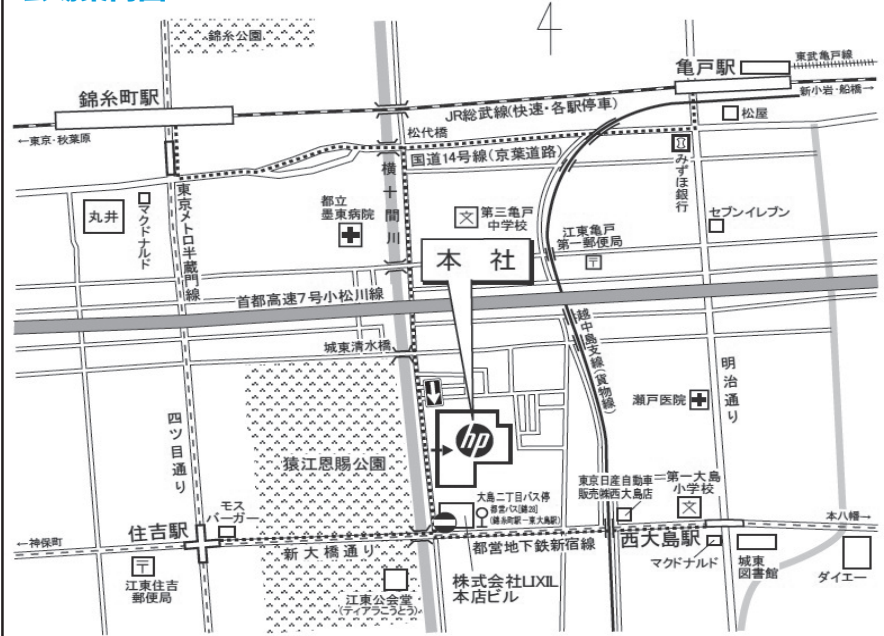 錦糸公園
亀戸駅
東武亀戸線
錦糸町駅
新小岩・船橋→
JR総武線(快速・各駅停車)
松屋
←東京・秋葉原
松代橋
国道14号線(京葉道路)
みずほ銀行
横十間川
丸井
マクドナルド
東京メトロ半蔵門線
都立
墨東病院
文
第三亀戸
中学校
江東亀戸
第一郵便局
〒
セブンイレブン
本社
首都高速7号小松川線
越中島支線(貨物線)
城東清水橋
明治通り
瀬戸医院
四ツ目通り
hp
猿江恩賜公園
大島二丁目バス停
都営バス[錦28]
(錦糸町駅ー東大島駅)
東京日産自動車
販売㈱西大島店
第一大島
小学校
文
モス
バーガー
住吉駅
←神保町
本八幡→
新大橋通り
都営地下鉄新宿線
西大島駅
マクドナルド
城東
図書館
ダイエー
〒
江東住吉
郵便局
江東公会堂
(ティアラこうとう)
株式会社LIXIL
本店ビル